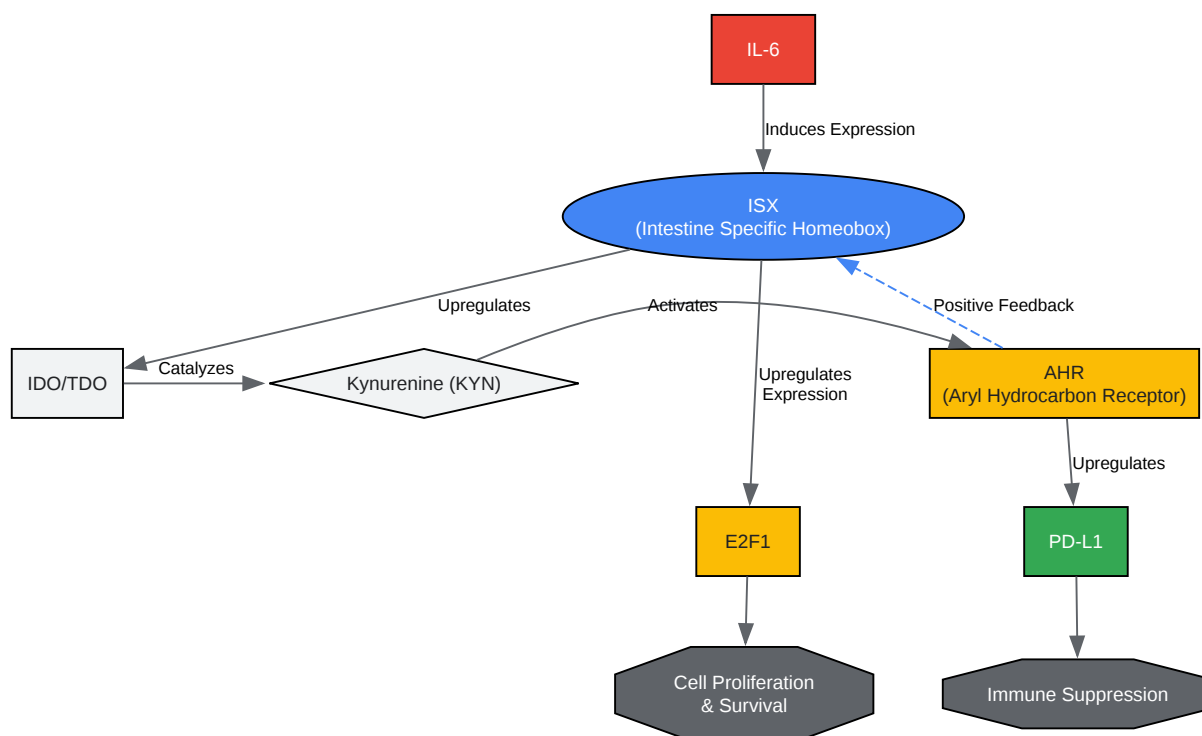 IL-6
Induces Expression
ISX
(Intestine Specific Homeobox)
Upregulates
Activates
Positive Feedback
IDO/TDO
Catalyzes
Kynurenine (KYN)
Upregulates
Expression
AHR
(Aryl Hydrocarbon Receptor)
Upregulates
E2F1
PD-L1
Cell Proliferation
& Survival
Immune Suppression